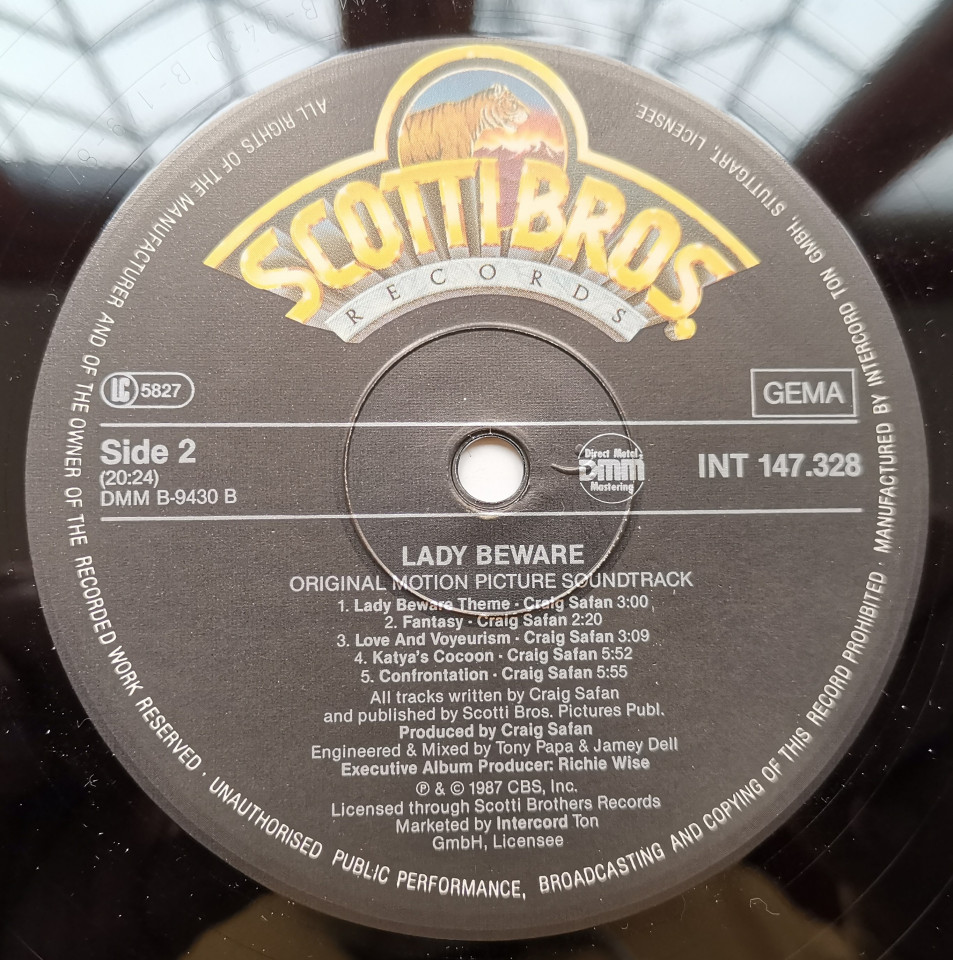 SCOTTI BROS.
RECORDS
LC 5827
GEMA
Side 2
(20:24)
DMM B-9430 B
Direct Metal
DMM
Mastering
INT 147.328
LADY BEWARE
ORIGINAL MOTION PICTURE SOUNDTRACK
1. Lady Beware Theme · Craig Safan 3:00
2. Fantasy · Craig Safan 2:20
3. Love And Voyeurism · Craig Safan 3:09
4. Katya's Cocoon · Craig Safan 5:52
5. Confrontation · Craig Safan 5:55
All tracks written by Craig Safan
and published by Scotti Bros. Pictures Publ.
Produced by Craig Safan
Engineered & Mixed by Tony Papa & Jamey Dell
Executive Album Producer: Richie Wise
℗ & © 1987 CBS, Inc.
Licensed through Scotti Brothers Records
Marketed by Intercord Ton
GmbH, Licensee
ALL RIGHTS OF THE MANUFACTURER AND OF THE OWNER OF THE RECORDED WORK RESERVED · UNAUTHORISED PUBLIC PERFORMANCE, BROADCASTING AND COPYING OF THIS RECORD PROHIBITED · MANUFACTURED BY INTERCORD TON GMBH, STUTTGART, LICENSEE.